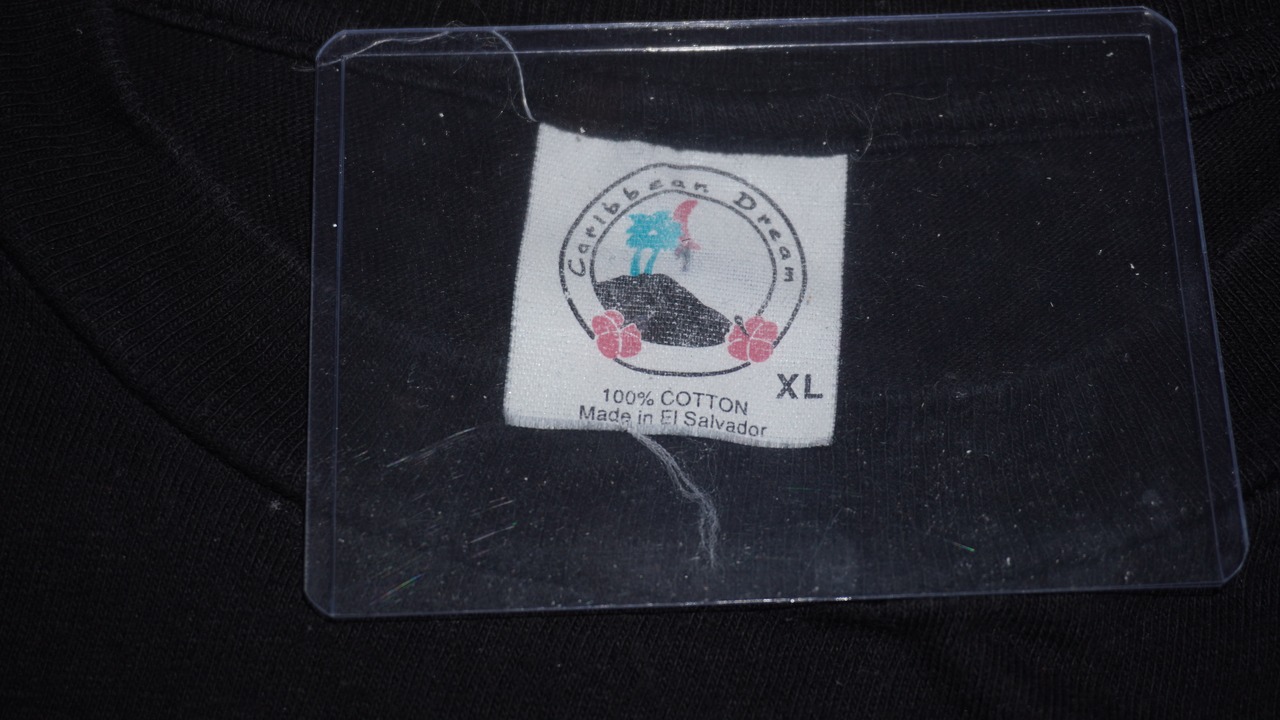 Caribbean Dream
XL
100% COTTON
Made in El Salvador